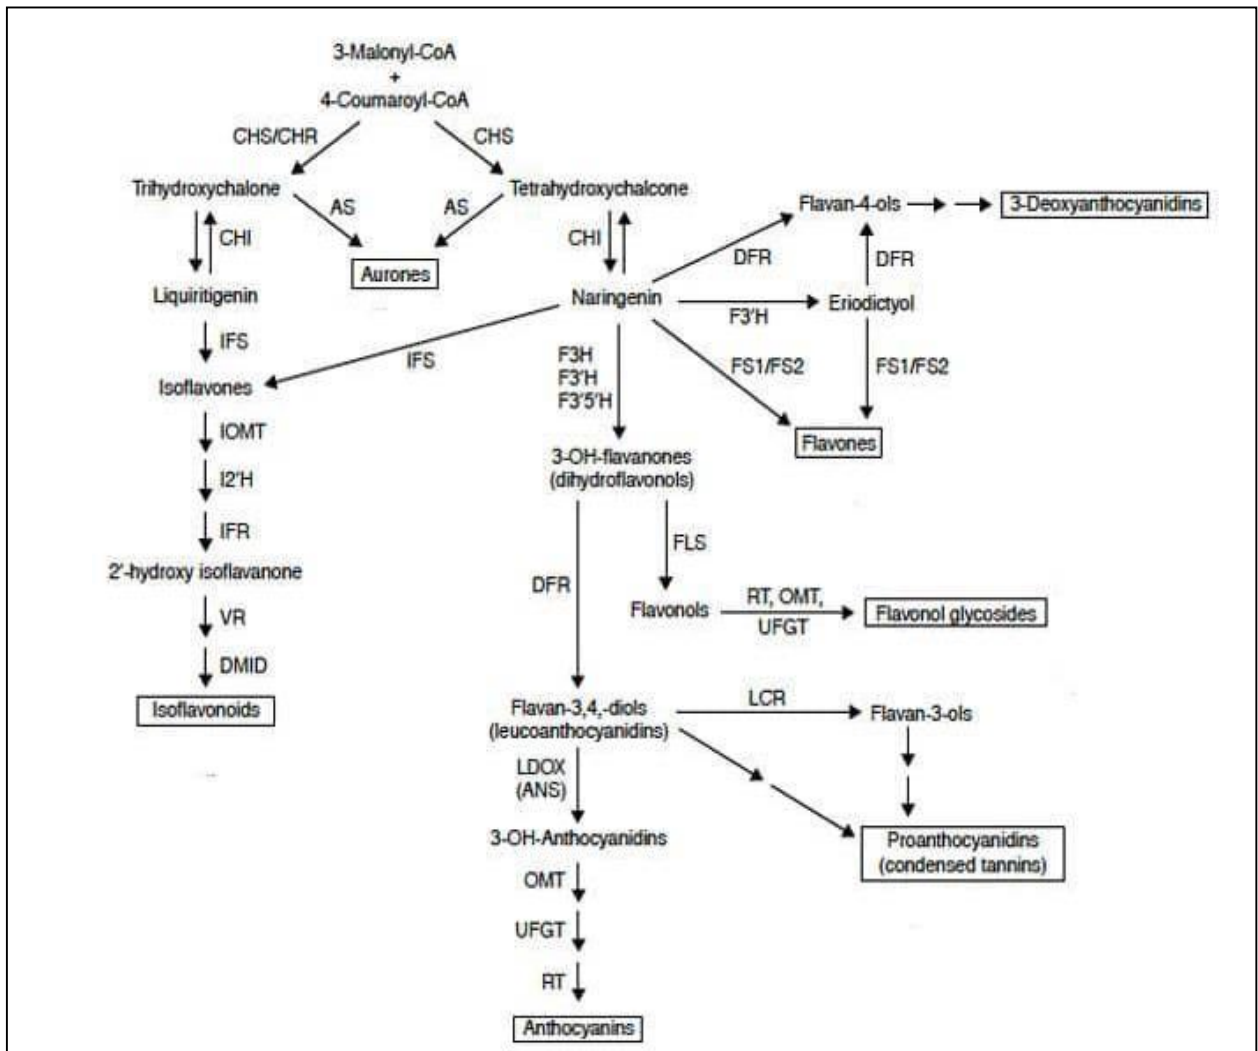 3-Malonyl-CoA
+
4-Coumaroyl-CoA
CHS/CHR
CHS
Trihydroxychalone
Tetrahydroxychalcone
AS
AS
Flavan-4-ols
3-Deoxyanthocyanidins
CHI
CHI
DFR
DFR
Aurones
Liquiritigenin
Naringenin
Eriodictyol
F3'H
IFS
IFS
F3H
F3'H
F3'5'H
FS1/FS2
FS1/FS2
Isoflavones
Flavones
IOMT
3-OH-flavanones
(dihydroflavonols)
I2'H
IFR
FLS
2'-hydroxy isoflavanone
DFR
Flavonols
RT, OMT,
UFGT
Flavonol glycosides
VR
DMID
Isoflavonoids
Flavan-3,4,-diols
(leucoanthocyanidins)
LCR
Flavan-3-ols
LDOX
(ANS)
3-OH-Anthocyanidins
Proanthocyanidins
(condensed tannins)
OMT
UFGT
RT
Anthocyanins